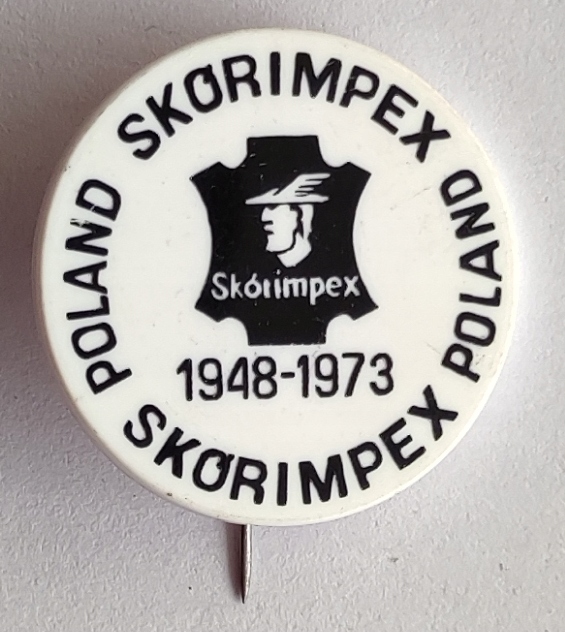 SKÓRIMPEX
POLAND
POLAND
Skórimpex
1948-1973
SKÓRIMPEX